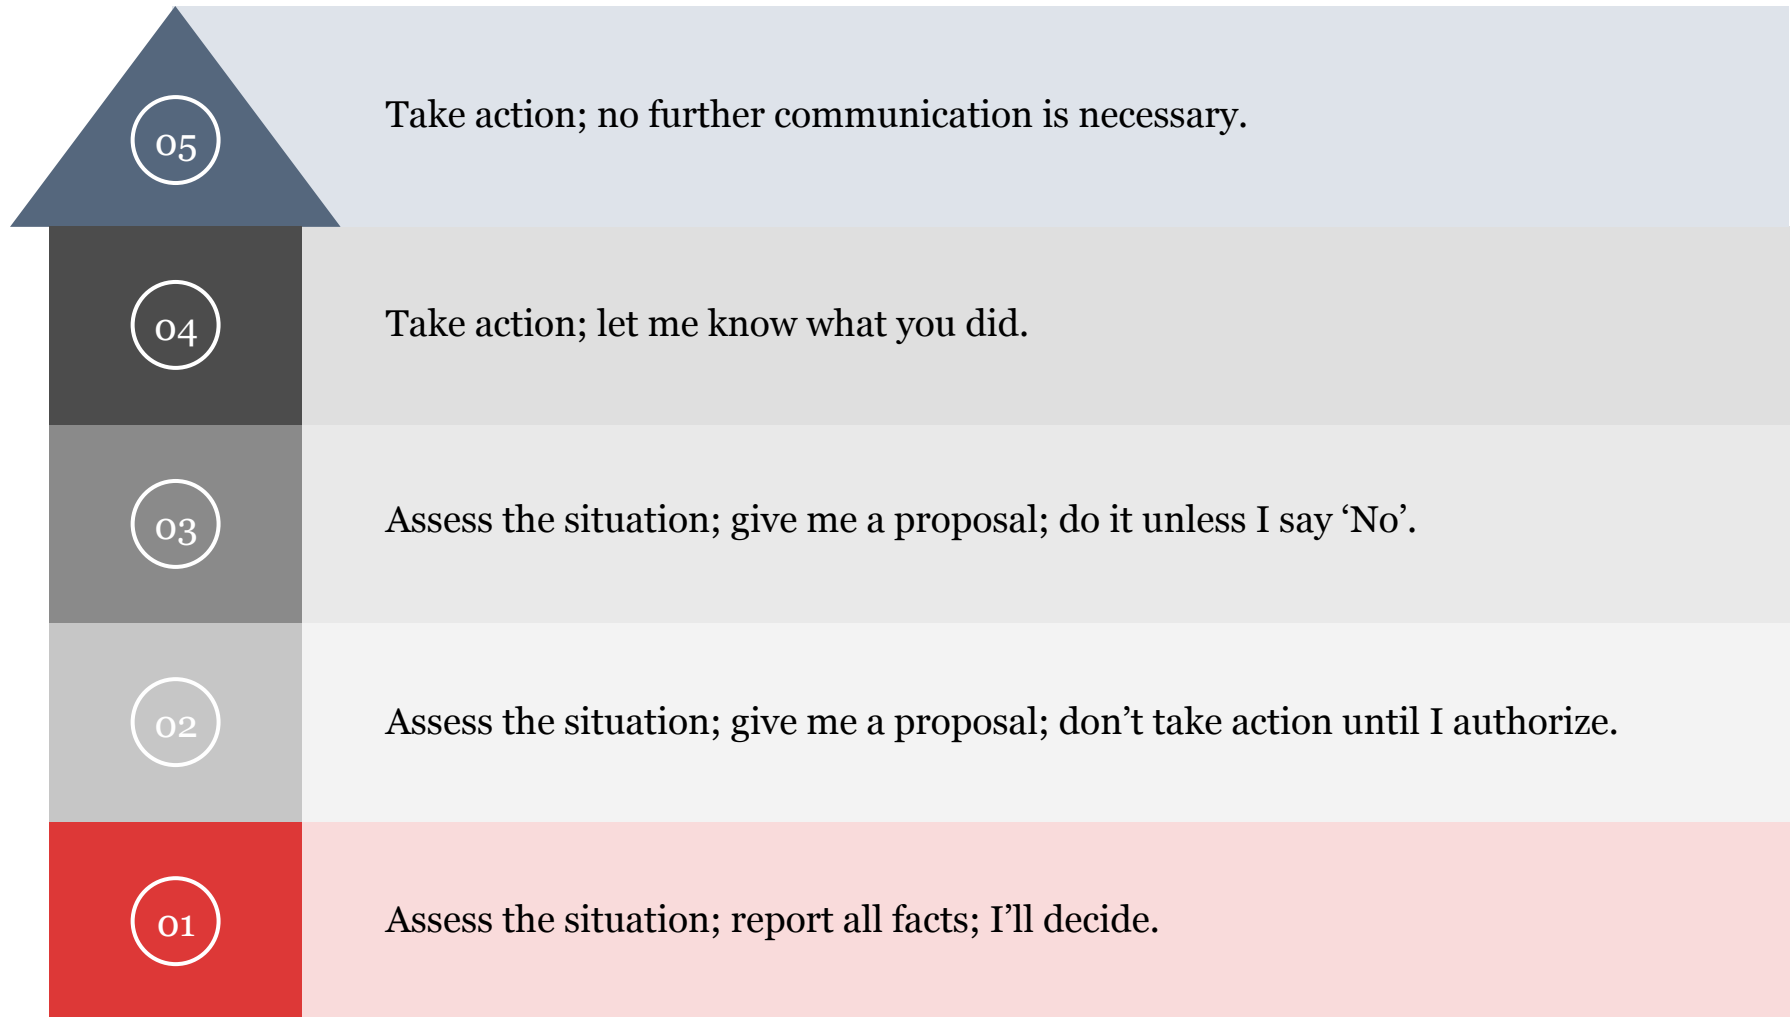 05
Take action; no further communication is necessary.
04
Take action; let me know what you did.
03
Assess the situation; give me a proposal; do it unless I say ‘No’.
02
Assess the situation; give me a proposal; don’t take action until I authorize.
01
Assess the situation; report all facts; I’ll decide.